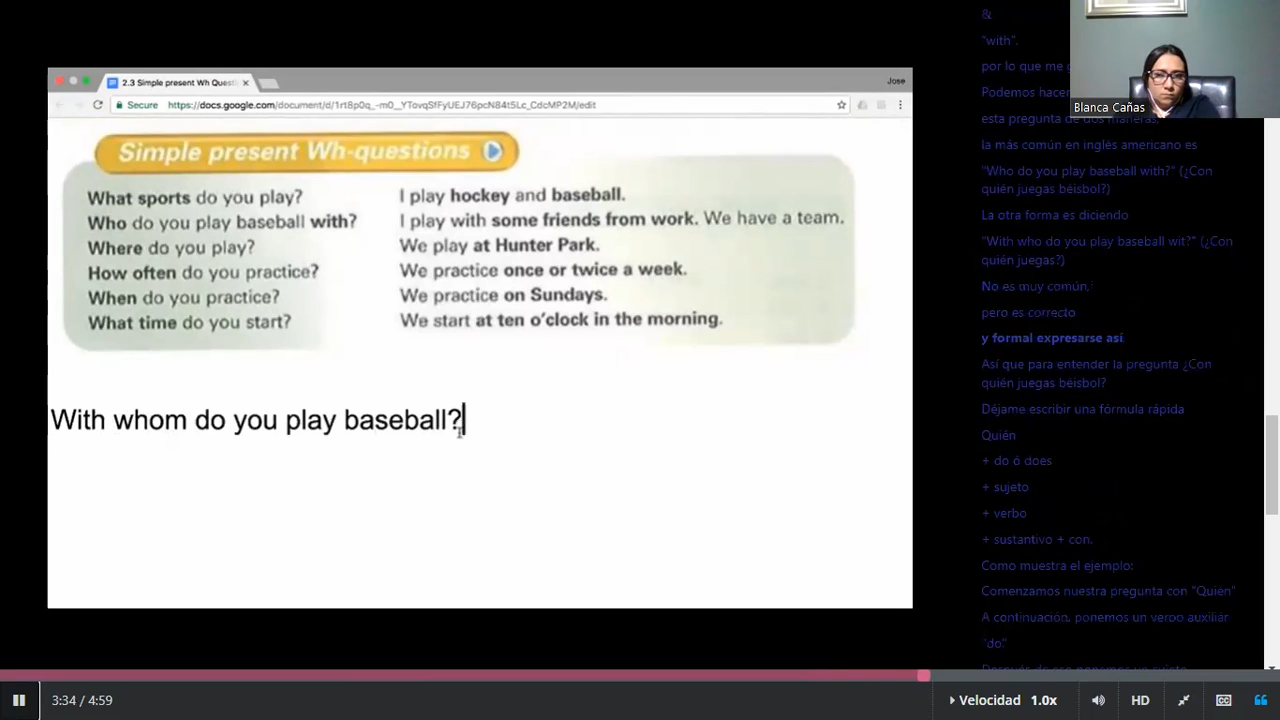 2.3 Simple present Wh Quest
Jose
Secure https://docs.google.com/document/d/1rt8p0q_-m0__YTovqSfFyUEJ76pcN84t5Lc_CdcMP2M/edit
Simple present Wh-questions
What sports do you play? I play hockey and baseball.
Who do you play baseball with? I play with some friends from work. We have a team.
Where do you play? We play at Hunter Park.
How often do you practice? We practice once or twice a week.
When do you practice? We practice on Sundays.
What time do you start? We start at ten o'clock in the morning.
With whom do you play baseball?
&
"with".
por lo que me
Podemos hacer
esta pregunta de dos maneras,
la más común en inglés americano es
"Who do you play baseball with?" (¿Con
quién juegas béisbol?)
La otra forma es diciendo
"With who do you play baseball wit?" (¿Con
quién juegas?)
No es muy común,
pero es correcto
y formal expresarse así.
Así que para entender la pregunta ¿Con
quién juegas béisbol?
Déjame escribir una fórmula rápida
Quién
+ do ó does
+ sujeto
+ verbo
+ sustantivo + con.
Como muestra el ejemplo:
Comenzamos nuestra pregunta con "Quien"
A continuación, ponemos un verbo auxiliar
"do."
Después de eso ponemos un sujeto
Blanca Cañas
3:34 / 4:59
Velocidad 1.0x
HD
CC